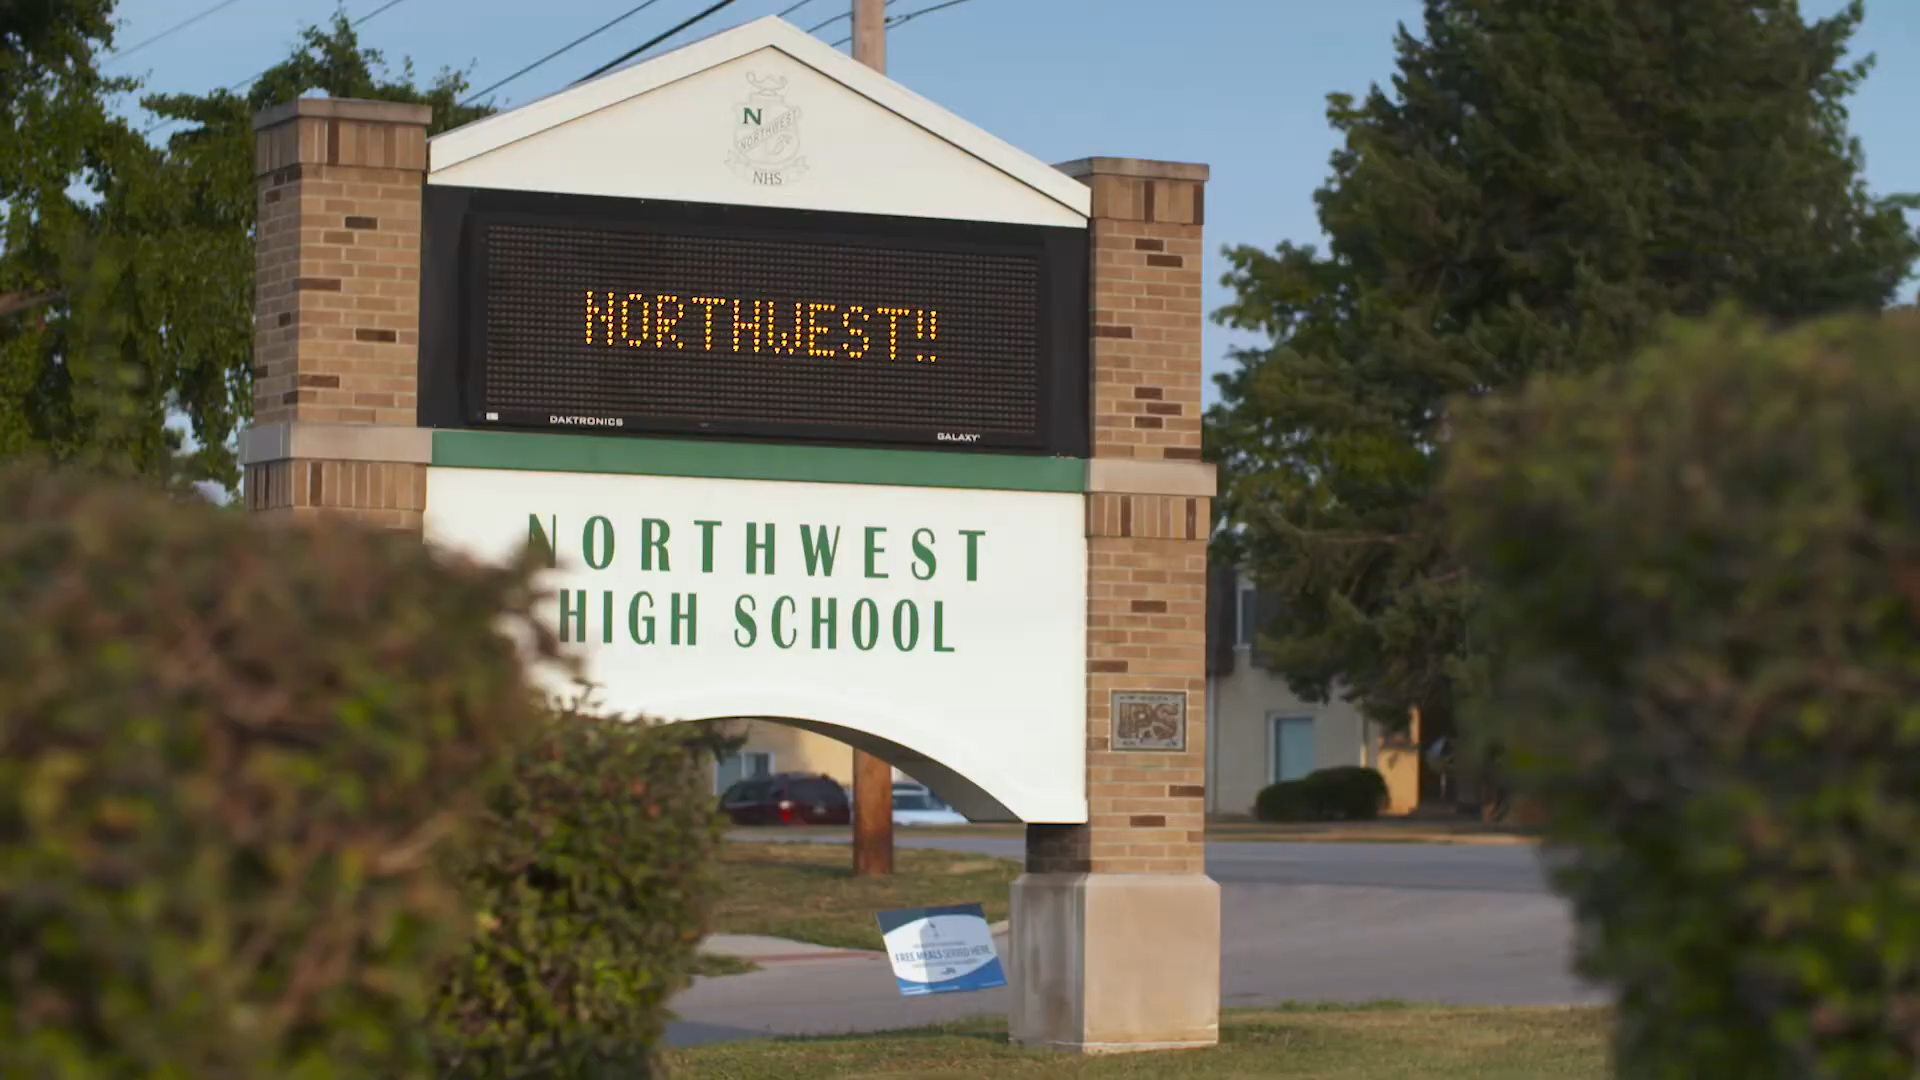 N
NORTHWEST
NHS
NORTHWEST!!
DAKTRONICS
GALAXY
NORTHWEST
HIGH SCHOOL
IPS
FREE MEALS SERVED HERE